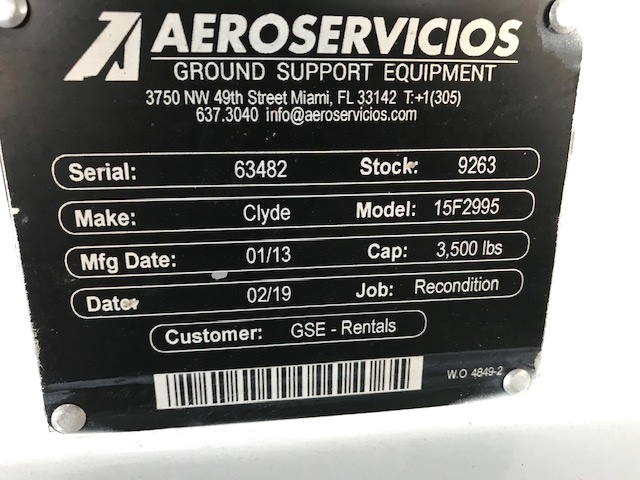 AEROSERVICIOS
GROUND SUPPORT EQUIPMENT
3750 NW 49th Street Miami, FL 33142 T:+1(305)
637.3040 info@aeroservicios.com
Serial: 63482 Stock: 9263
Make: Clyde Model: 15F2995
Mfg Date: 01/13 Cap: 3,500 lbs
Date: 02/19 Job: Recondition
Customer: GSE - Rentals
W.O 4849-2